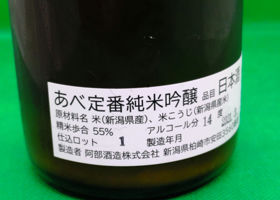 あべ定番純米吟醸 品目 日本酒
原材料名 米(新潟県産)、米こうじ(新潟県産米)
精米歩合 55% アルコール分 14 度
仕込ロット 1 製造年月
製造者 阿部酒造株式会社 新潟県柏崎市安田